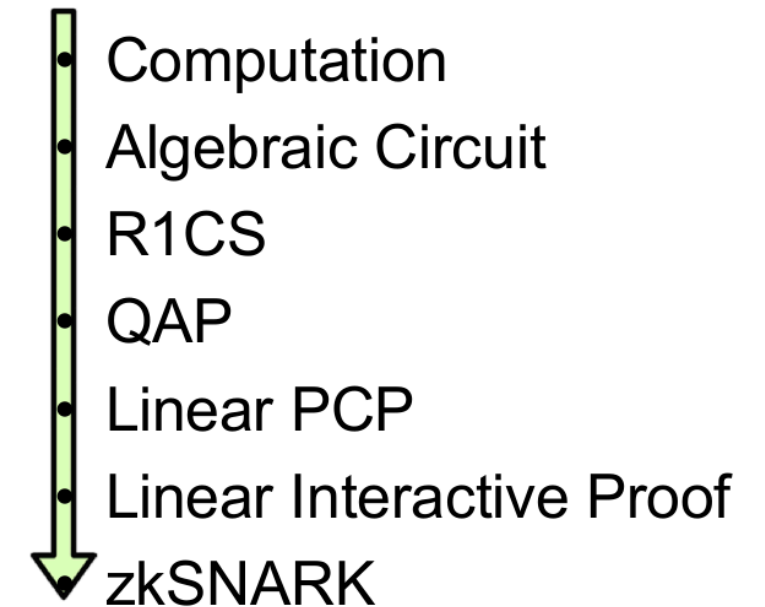 Computation
Algebraic Circuit
R1CS
QAP
Linear PCP
Linear Interactive Proof
zkSNARK